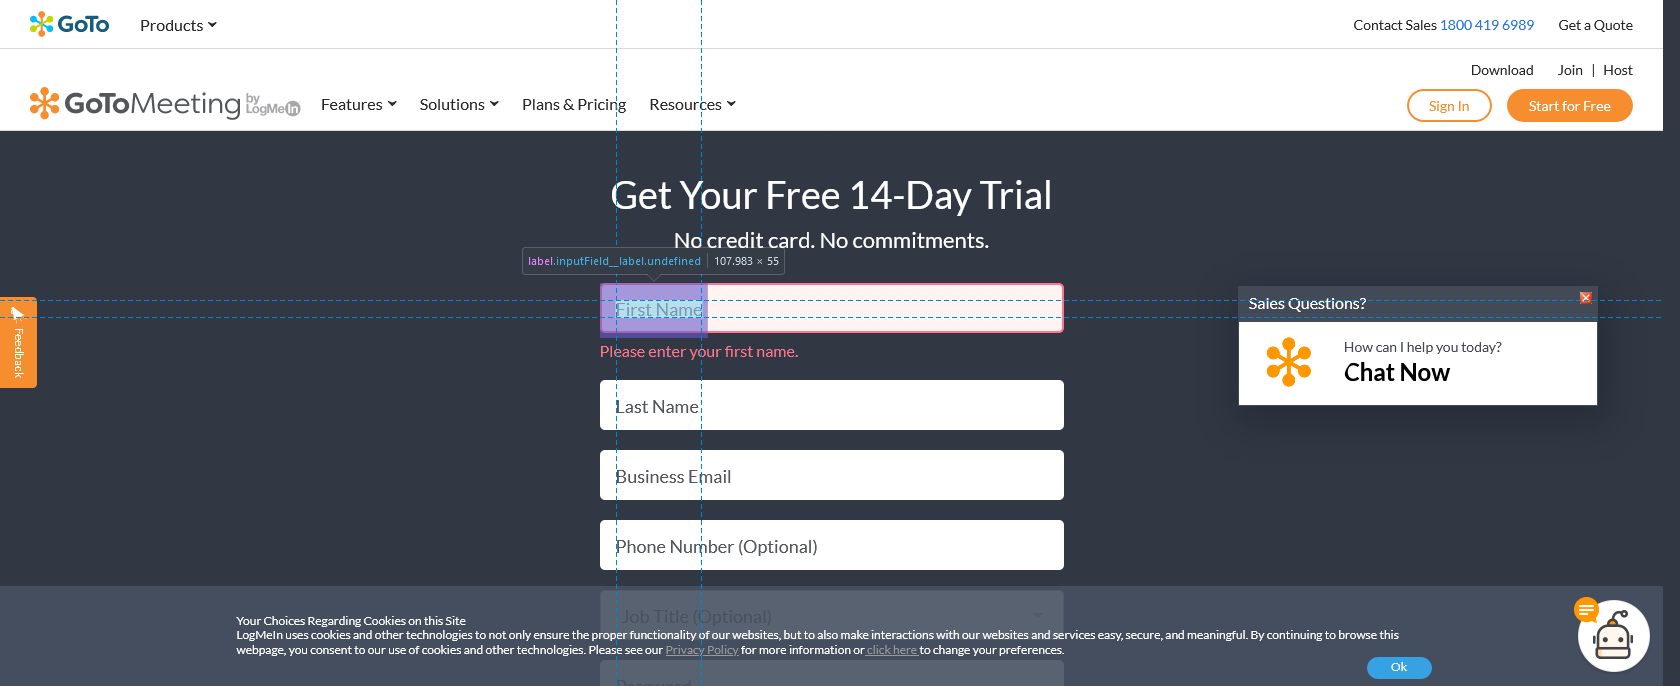 GoTo
Products
Contact Sales 1800 419 6989
Get a Quote
Download
Join | Host
GoToMeeting by LogMeIn
Features
Solutions
Plans & Pricing
Resources
Sign In
Start for Free
Get Your Free 14-Day Trial
No credit card. No commitments.
label.inputField__label.undefined | 107.983 × 55
First Name
Please enter your first name.
Last Name
Business Email
Phone Number (Optional)
Job Title (Optional)
Password
Feedback
Sales Questions?
How can I help you today?
Chat Now
Your Choices Regarding Cookies on this Site
LogMeIn uses cookies and other technologies to not only ensure the proper functionality of our websites, but to also make interactions with our websites and services easy, secure, and meaningful. By continuing to browse this
webpage, you consent to our use of cookies and other technologies. Please see our Privacy Policy for more information or click here to change your preferences.
Ok